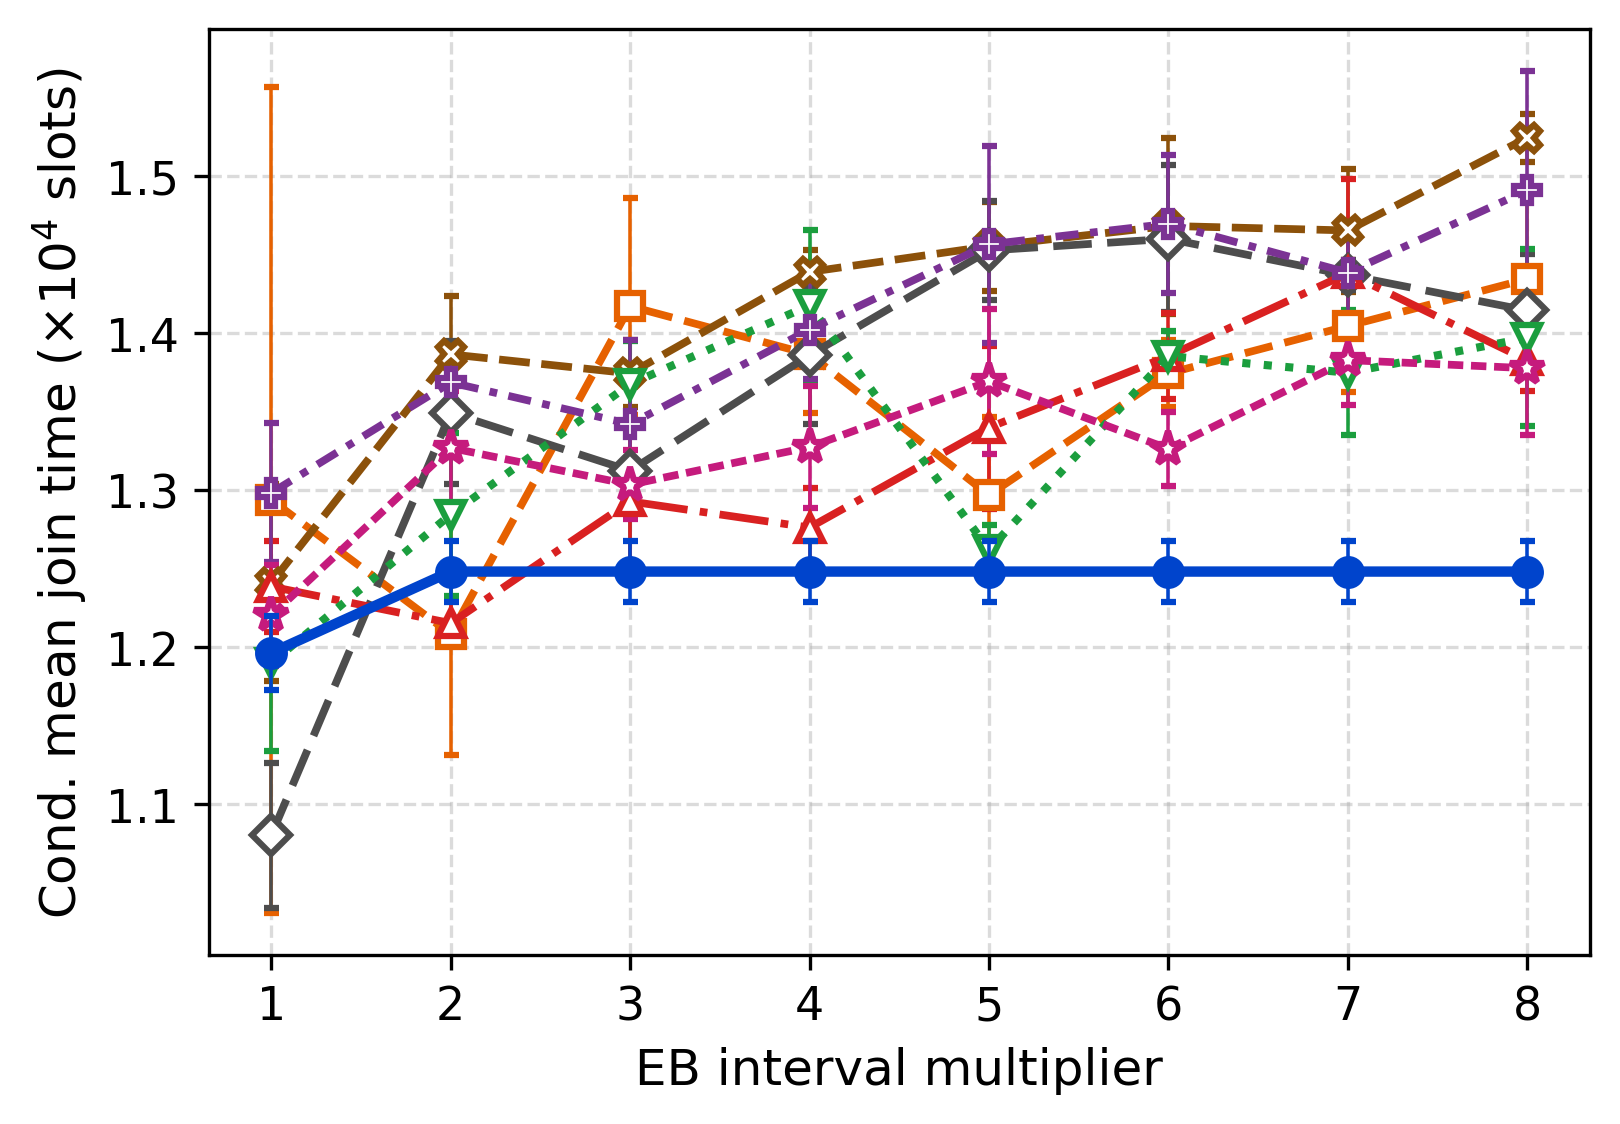 Cond. mean join time (×10⁴ slots)
1.5
1.4
1.3
1.2
1.1
1 2 3 4 5 6 7 8
EB interval multiplier